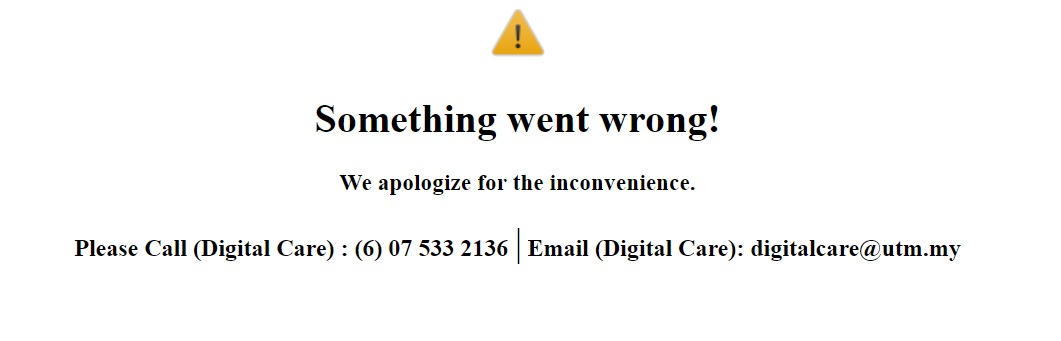 Something went wrong!
We apologize for the inconvenience.
Please Call (Digital Care) : (6) 07 533 2136 | Email (Digital Care): digitalcare@utm.my